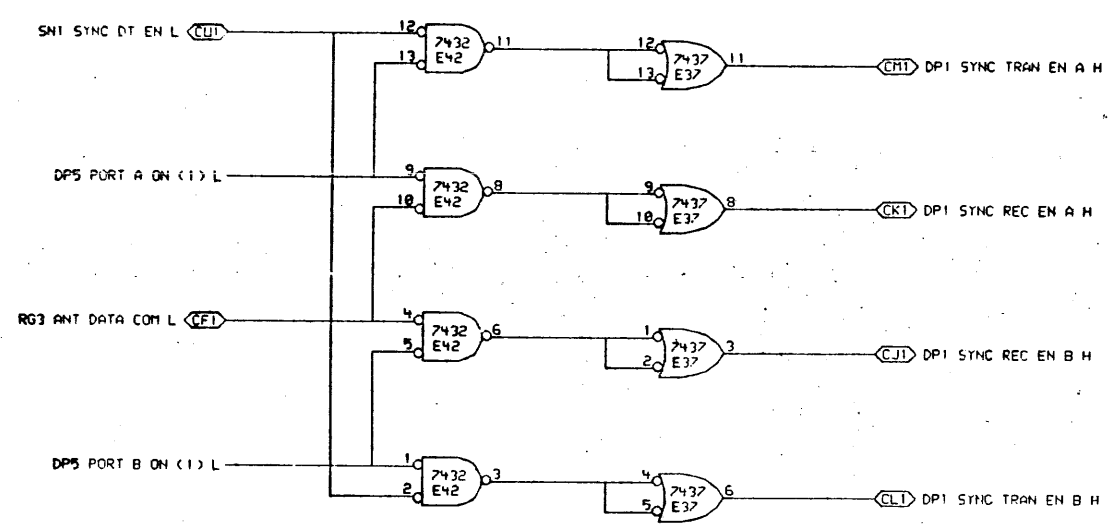 SN1 SYNC DT EN L CU1
12
13
7432
E42
11
12
13
7437
E37
11
CM1 DP1 SYNC TRAN EN A H
DP5 PORT A ON (1) L
9
10
7432
E42
8
9
10
7437
E37
8
CK1 DP1 SYNC REC EN A H
RG3 ANT DATA COM L CF1
4
5
7432
E42
6
1
2
7437
E37
3
CJ1 DP1 SYNC REC EN B H
DP5 PORT B ON (1) L
1
2
7432
E42
3
4
5
7437
E37
6
CL1 DP1 SYNC TRAN EN B H